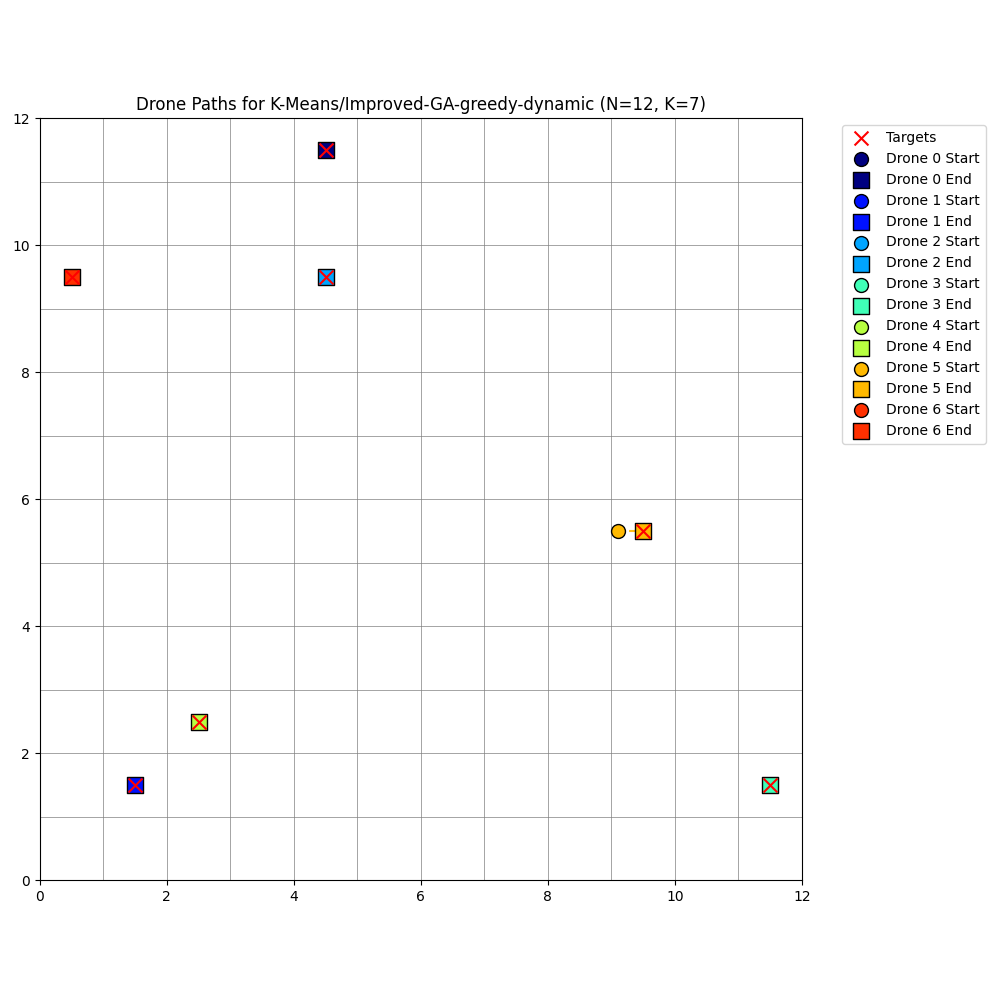 Drone Paths for K-Means/Improved-GA-greedy-dynamic (N=12, K=7)
12
10
8
6
4
2
0
0 2 4 6 8 10 12
Targets
Drone 0 Start
Drone 0 End
Drone 1 Start
Drone 1 End
Drone 2 Start
Drone 2 End
Drone 3 Start
Drone 3 End
Drone 4 Start
Drone 4 End
Drone 5 Start
Drone 5 End
Drone 6 Start
Drone 6 End